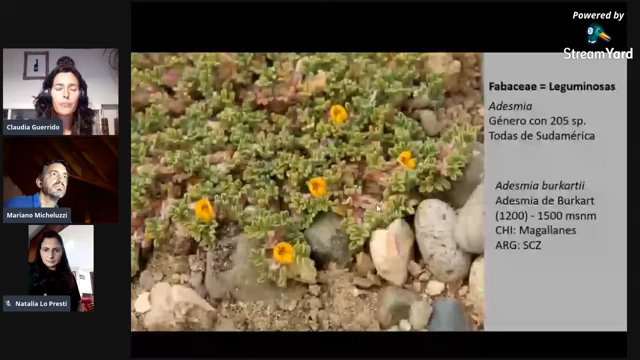 Powered by
StreamYard
Claudia Guerrido
Mariano Micheluzzi
Natalia Lo Presti
Fabaceae = Leguminosas
Adesmia
Género con 205 sp.
Todas de Sudamérica
Adesmia burkartii
Adesmia de Burkart
(1200) - 1500 msnm
CHI: Magallanes
ARG: SCZ